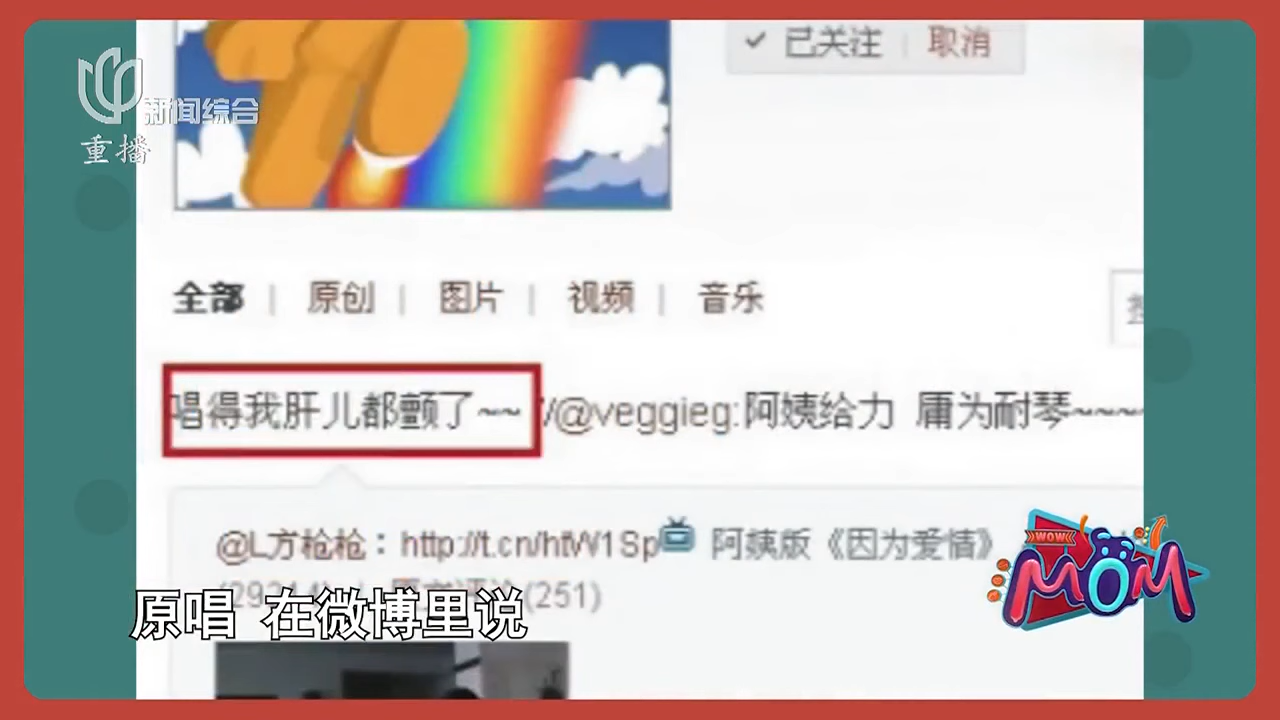 ✓ 已关注 | 取消
新闻综合
重播
全部 | 原创 | 图片 | 视频 | 音乐
唱得我肝儿都颤了~~ //@veggieg:阿姨给力 庸为耐琴~~~~
@L方枪枪：http://t.cn/htW1Sp 阿姨版《因为爱情》
(251)
原唱 在微博里说
WOW
MOM